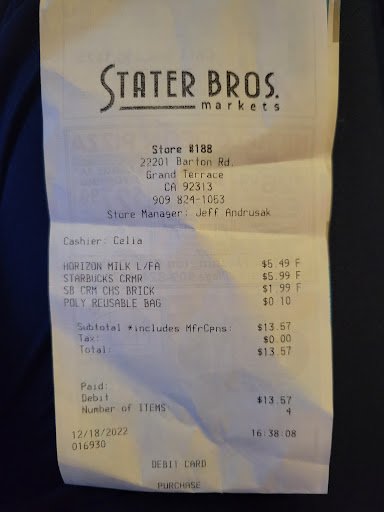 STATER BROS.
markets
Store #188
22201 Barton Rd.
Grand Terrace
CA 92313
909 824-1053
Store Manager: Jeff Andrusak
Cashier: Celia
HORIZON MILK L/FA $5.49 F
STARBUCKS CRMR $5.99 F
SB CRM CHS BRICK $1.99 F
POLY REUSABLE BAG $0.10
Subtotal *includes MfrCpns: $13.57
Tax: $0.00
Total: $13.57
Paid:
Debit $13.57
Number of ITEMS 4
12/18/2022 16:38:08
016930
DEBIT CARD
PURCHASE